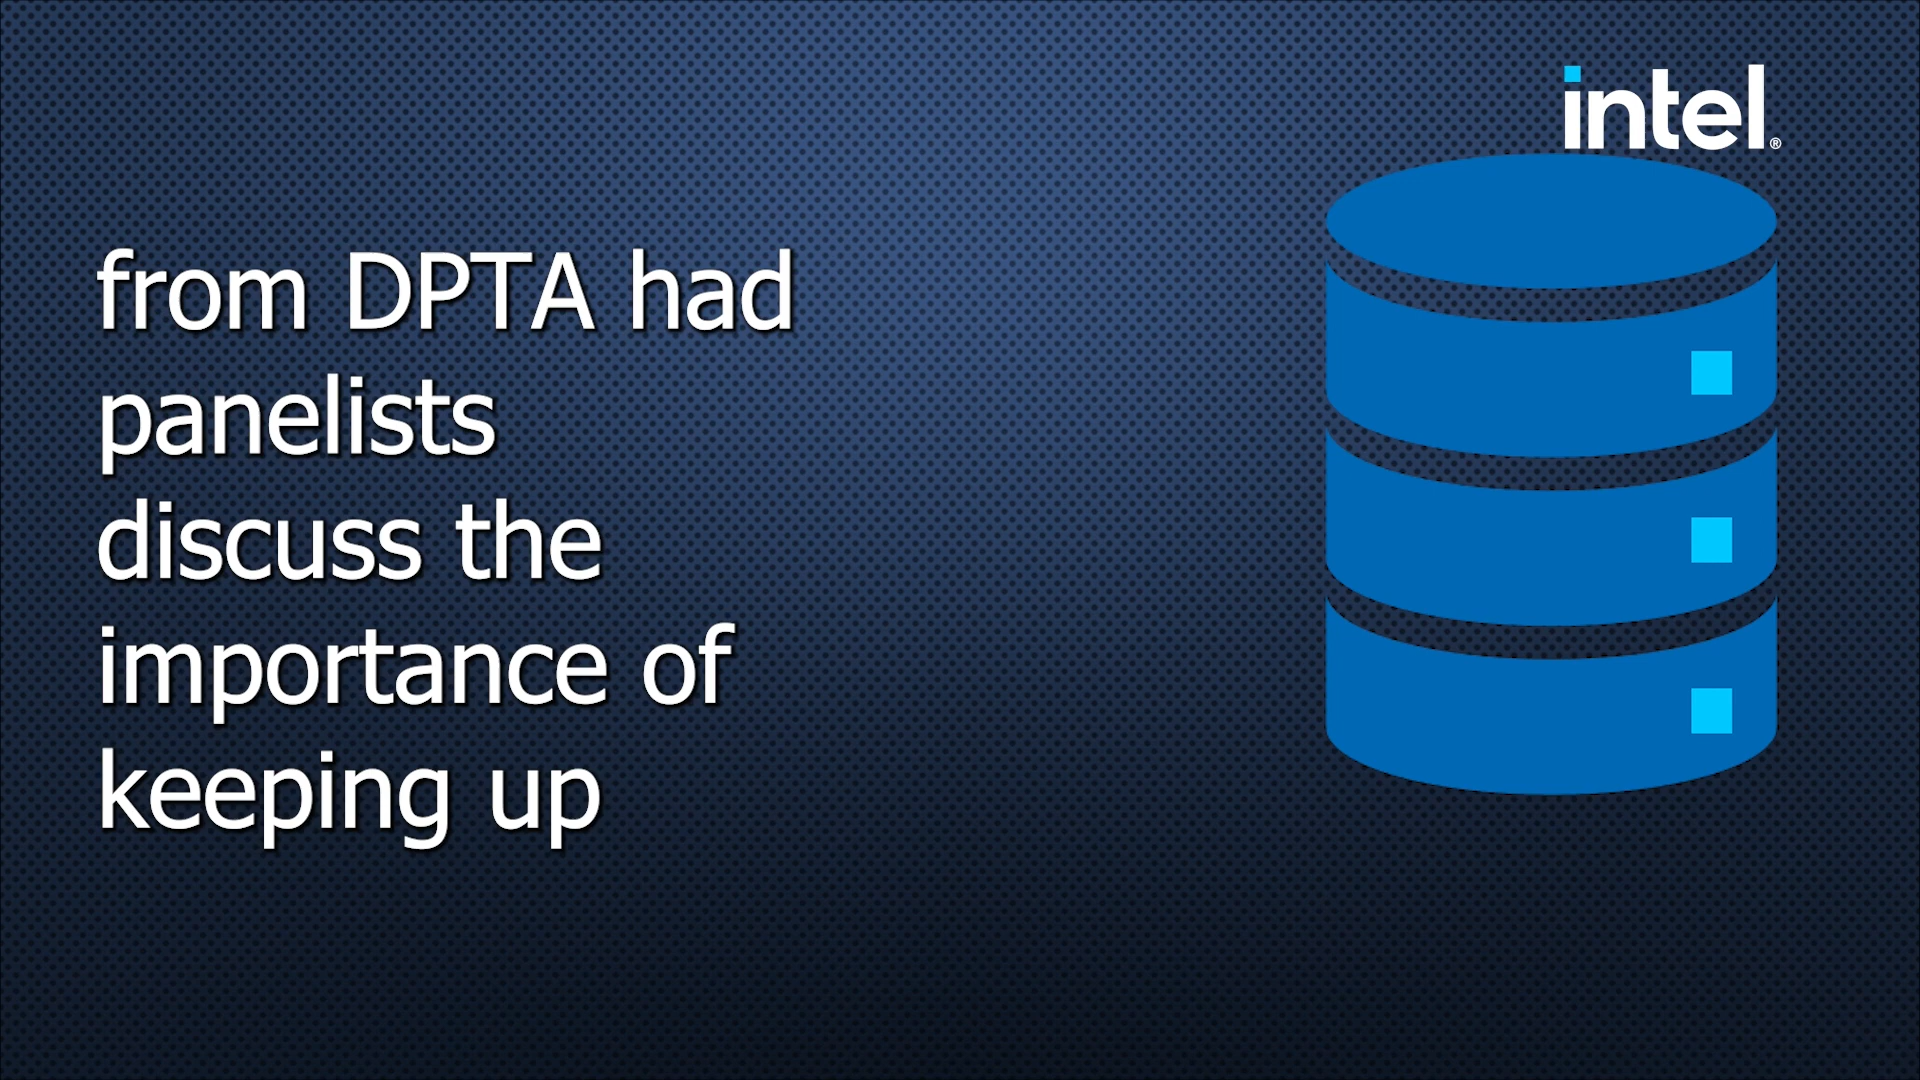 intel®
from DPTA had
panelists
discuss the
importance of
keeping up